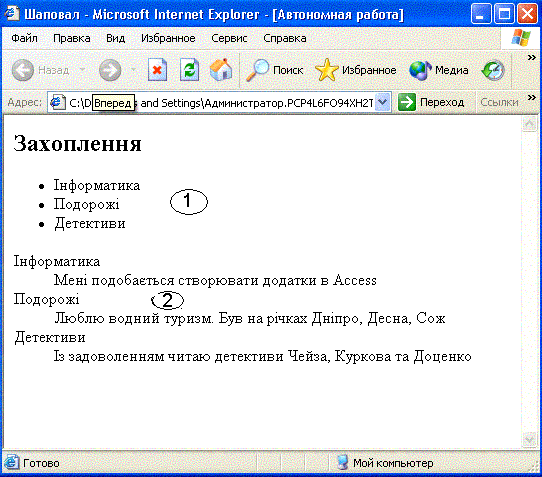 Шаповал - Microsoft Internet Explorer - [Автономная работа]
Файл Правка Вид Избранное Сервис Справка
Назад Поиск Избранное Медиа »
Адрес: C:\D Вперед s and Settings\Администратор.PCP4L6FO94XH2T Переход Ссылки »
Захоплення
• Інформатика
• Подорожі
• Детективи
1
Інформатика
Мені подобається створювати додатки в Access
Подорожі
2
Люблю водний туризм. Був на річках Дніпро, Десна, Сож
Детективи
Із задоволенням читаю детективи Чейза, Куркова та Доценко
Готово Мой компьютер